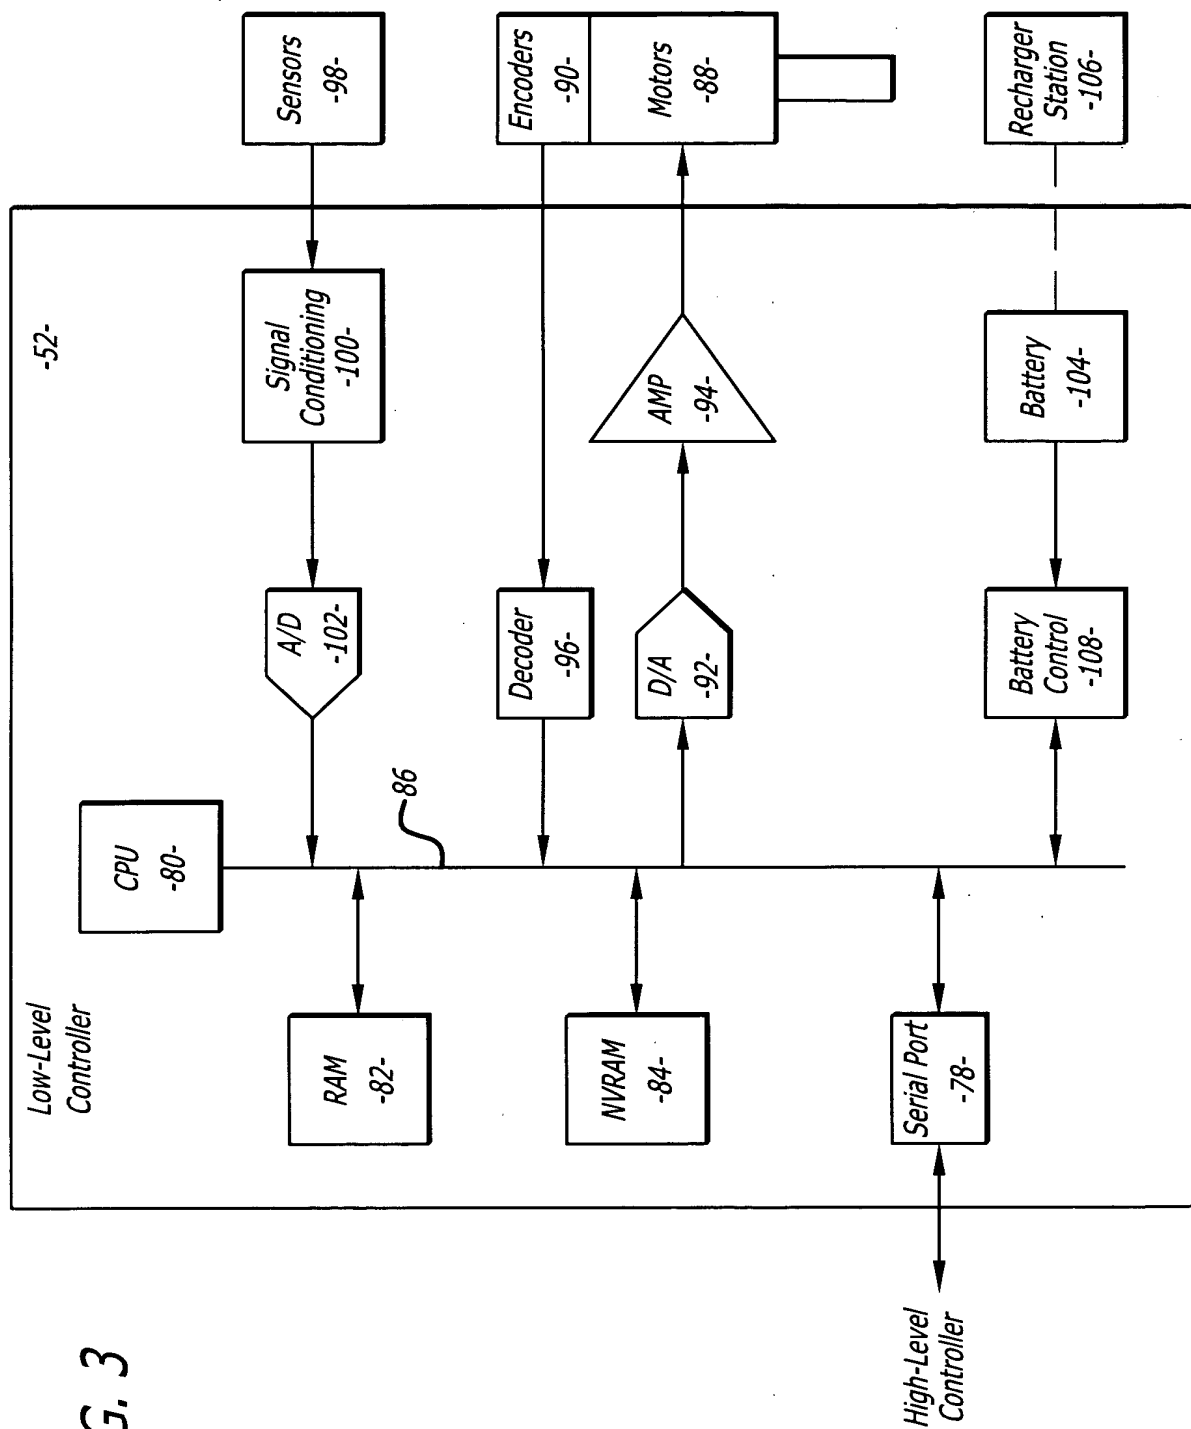 Low-Level
Controller
-52-
CPU
-80-
RAM
-82-
A/D
-102-
Signal
Conditioning
-100-
Sensors
-98-
86
NVRAM
-84-
Decoder
-96-
Encoders
-90-
D/A
-92-
AMP
-94-
Motors
-88-
High-Level
Controller
Serial Port
-78-
Battery
Control
-108-
Battery
-104-
Recharger
Station
-106-
G. 3